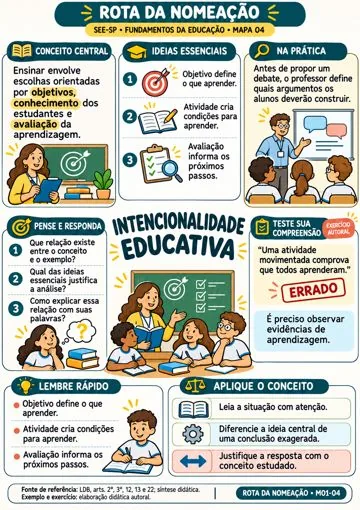 ROTA DA NOMEAÇÃO
SEE-SP • FUNDAMENTOS DA EDUCAÇÃO • MAPA 04
CONCEITO CENTRAL
Ensinar envolve
escolhas orientadas
por objetivos,
conhecimento dos
estudantes e
avaliação da
aprendizagem.
IDEIAS ESSENCIAIS
1
Objetivo define
o que aprender.
2
Atividade cria
condições para
aprender.
3
Avaliação
informa os
próximos
passos.
NA PRÁTICA
Antes de propor um
debate, o professor define
quais argumentos os
alunos deverão construir.
PENSE E RESPONDA
1
Que relação existe
entre o conceito
e o exemplo?
2
Qual das ideias
essenciais justifica
a análise?
3
Como explicar essa
relação com suas
palavras?
?
INTENCIONALIDADE
EDUCATIVA
TESTE SUA
COMPREENSÃO
EXERCÍCIO
AUTORAL
"Uma atividade
movimentada comprova
que todos aprenderam."
ERRADO
É preciso observar
evidências de
aprendizagem.
LEMBRE RÁPIDO
• Objetivo define o que
aprender.
• Atividade cria condições
para aprender.
• Avaliação informa os
próximos passos.
APLIQUE O CONCEITO
Leia a situação com atenção.
Diferencie a ideia central de
uma conclusão exagerada.
Justifique a resposta com o
conceito estudado.
Fonte de referência: LDB, arts. 2º, 3º, 12, 13 e 22; síntese didática.
Exemplo e exercício: elaboração didática autoral.
ROTA DA NOMEAÇÃO • M01-04